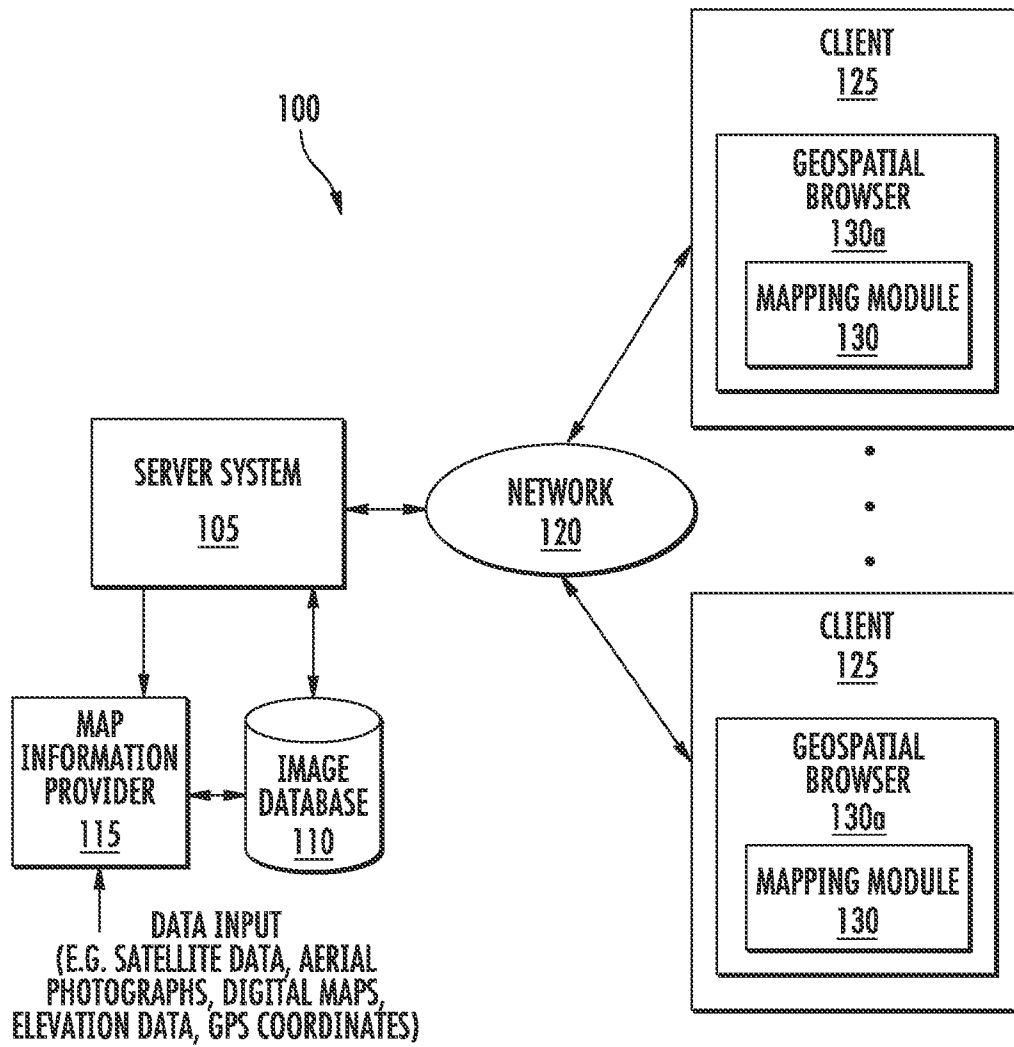 100
CLIENT
125
GEOSPATIAL
BROWSER
130a
MAPPING MODULE
130
SERVER SYSTEM
105
NETWORK
120
MAP
INFORMATION
PROVIDER
115
IMAGE
DATABASE
110
CLIENT
125
GEOSPATIAL
BROWSER
130a
MAPPING MODULE
130
DATA INPUT
(E.G. SATELLITE DATA, AERIAL
PHOTOGRAPHS, DIGITAL MAPS,
ELEVATION DATA, GPS COORDINATES)